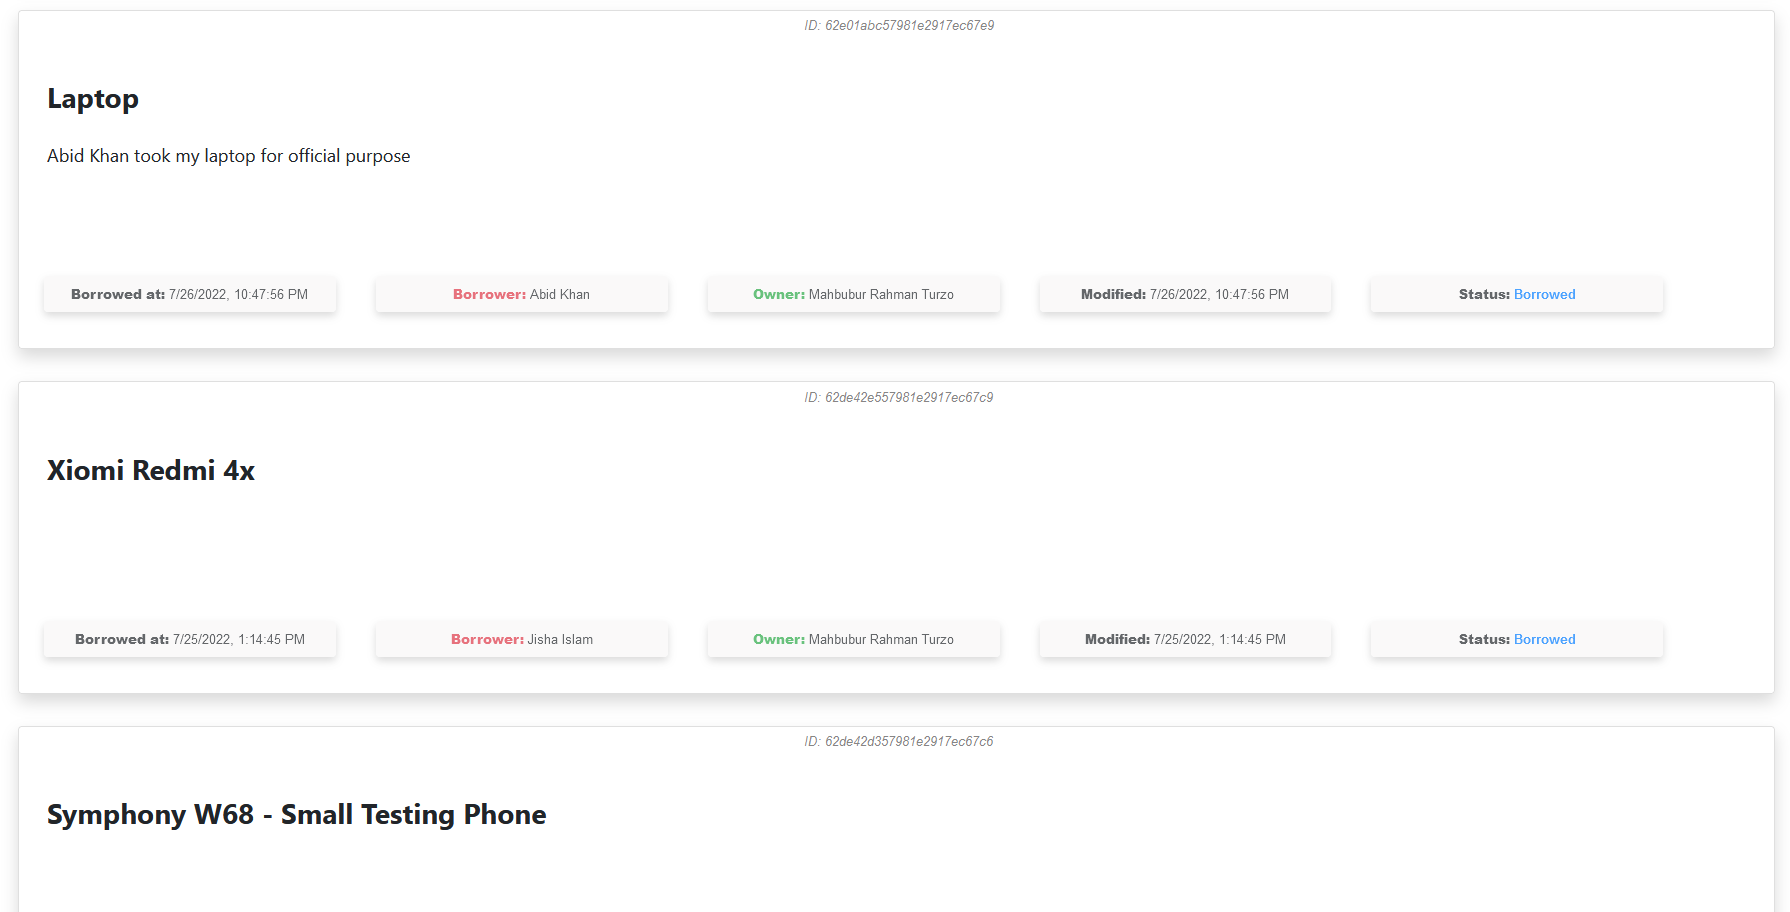 ID: 62e01abc57981e2917ec67e9
Laptop
Abid Khan took my laptop for official purpose
Borrowed at: 7/26/2022, 10:47:56 PM Borrower: Abid Khan Owner: Mahbubur Rahman Turzo Modified: 7/26/2022, 10:47:56 PM Status: Borrowed
ID: 62de42e557981e2917ec67c9
Xiomi Redmi 4x
Borrowed at: 7/25/2022, 1:14:45 PM Borrower: Jisha Islam Owner: Mahbubur Rahman Turzo Modified: 7/25/2022, 1:14:45 PM Status: Borrowed
ID: 62de42d357981e2917ec67c6
Symphony W68 - Small Testing Phone